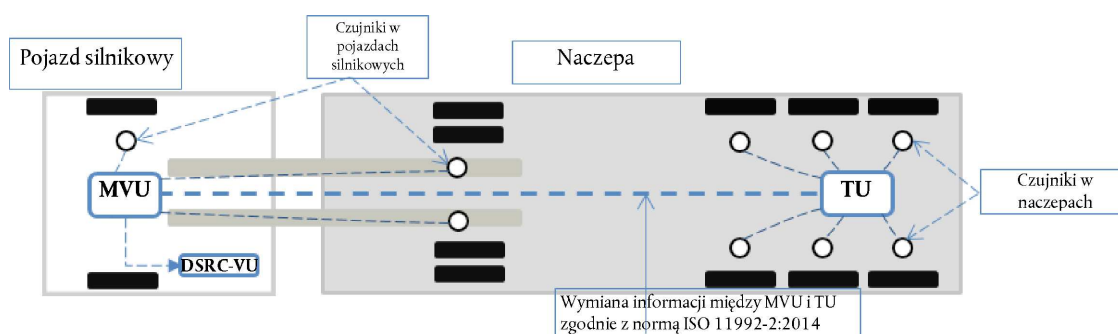 Pojazd silnikowy
Czujniki w
pojazdach
silnikowych
Naczepa
MVU
TU
DSRC-VU
Czujniki w
naczepach
Wymiana informacji między MVU i TU
zgodnie z normą ISO 11992-2:2014